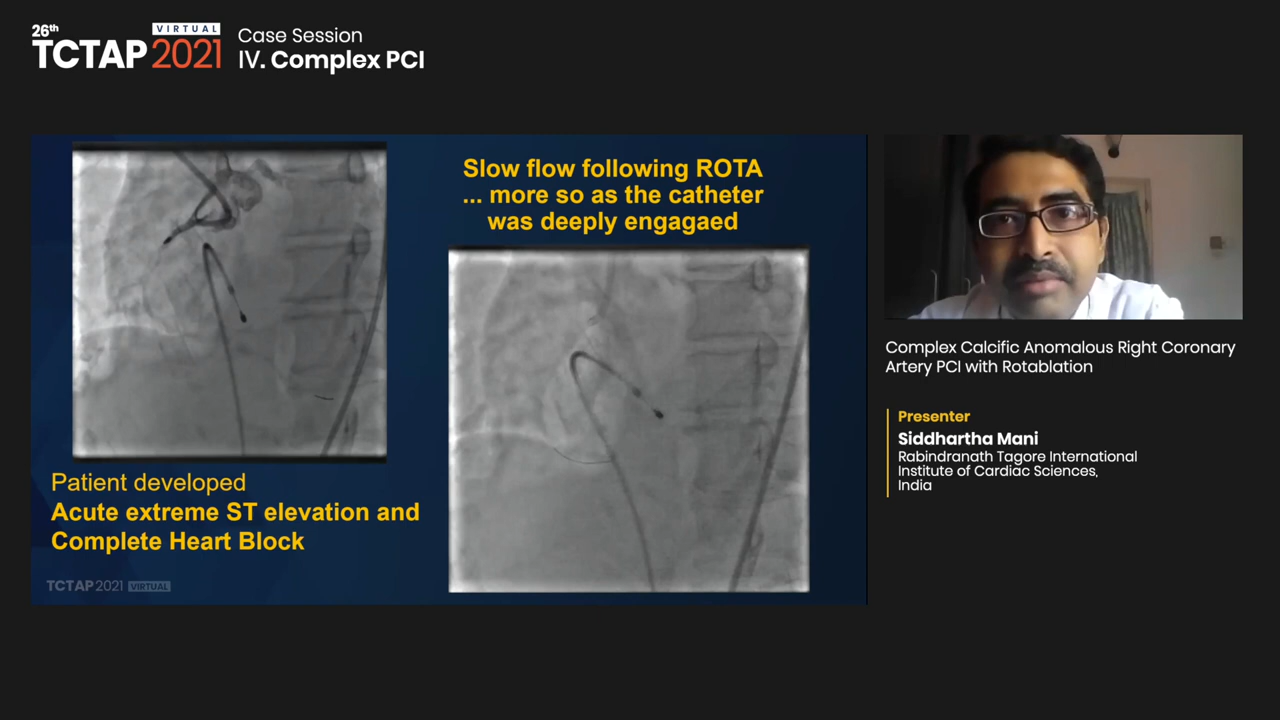 26th
TCTAP 2021
VIRTUAL
Case Session
IV. Complex PCI
Slow flow following ROTA
... more so as the catheter
was deeply engagaed
Patient developed
Acute extreme ST elevation and
Complete Heart Block
TCTAP 2021 VIRTUAL
Complex Calcific Anomalous Right Coronary
Artery PCI with Rotablation
Presenter
Siddhartha Mani
Rabindranath Tagore International
Institute of Cardiac Sciences,
India